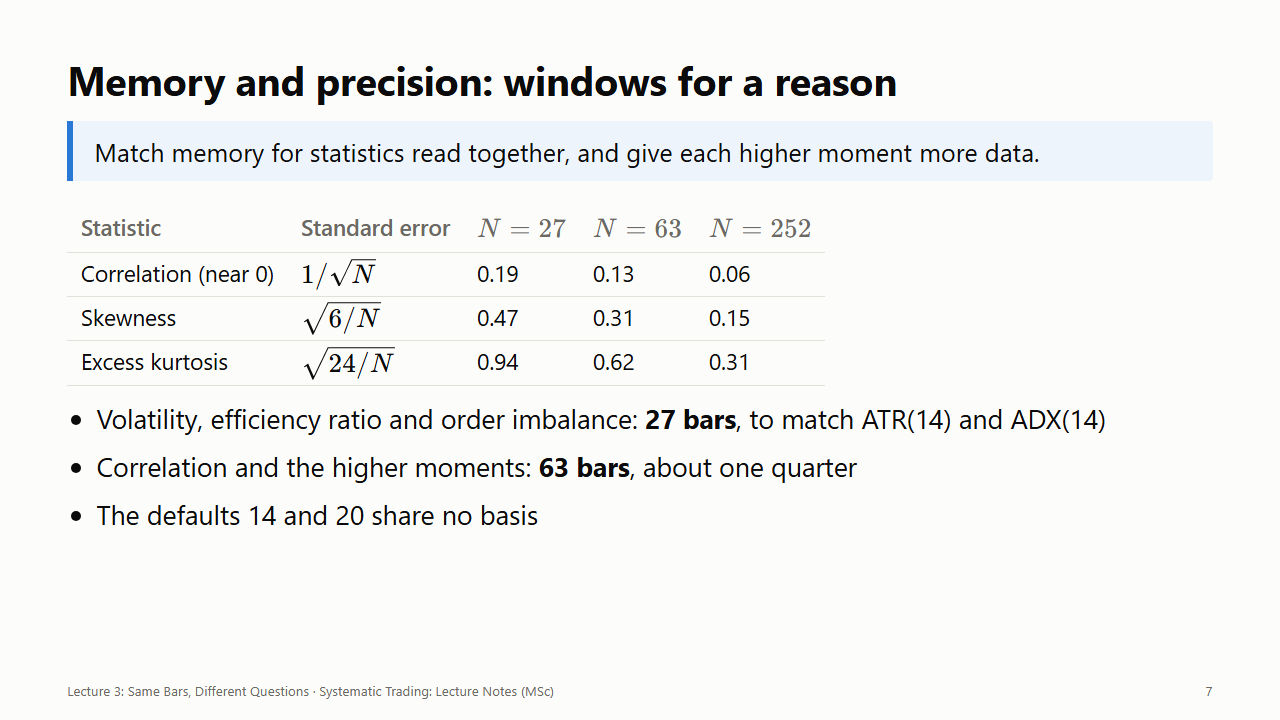 Memory and precision: windows for a reason
Match memory for statistics read together, and give each higher moment more data.
Statistic Standard error N = 27 N = 63 N = 252
Correlation (near 0) 1/√N 0.19 0.13 0.06
Skewness √6/N 0.47 0.31 0.15
Excess kurtosis √24/N 0.94 0.62 0.31
• Volatility, efficiency ratio and order imbalance: 27 bars, to match ATR(14) and ADX(14)
• Correlation and the higher moments: 63 bars, about one quarter
• The defaults 14 and 20 share no basis
Lecture 3: Same Bars, Different Questions · Systematic Trading: Lecture Notes (MSc) 7